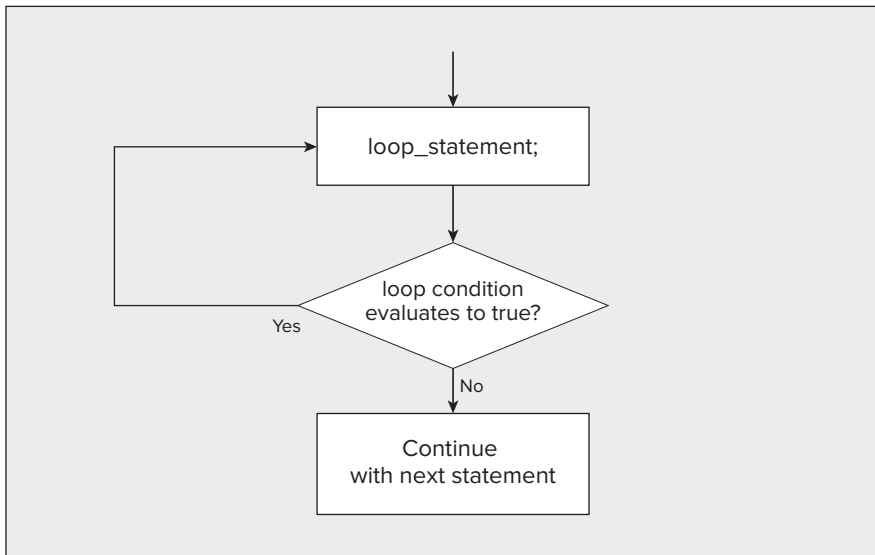 loop_statement;
loop condition
evaluates to true?
Yes
No
Continue
with next statement